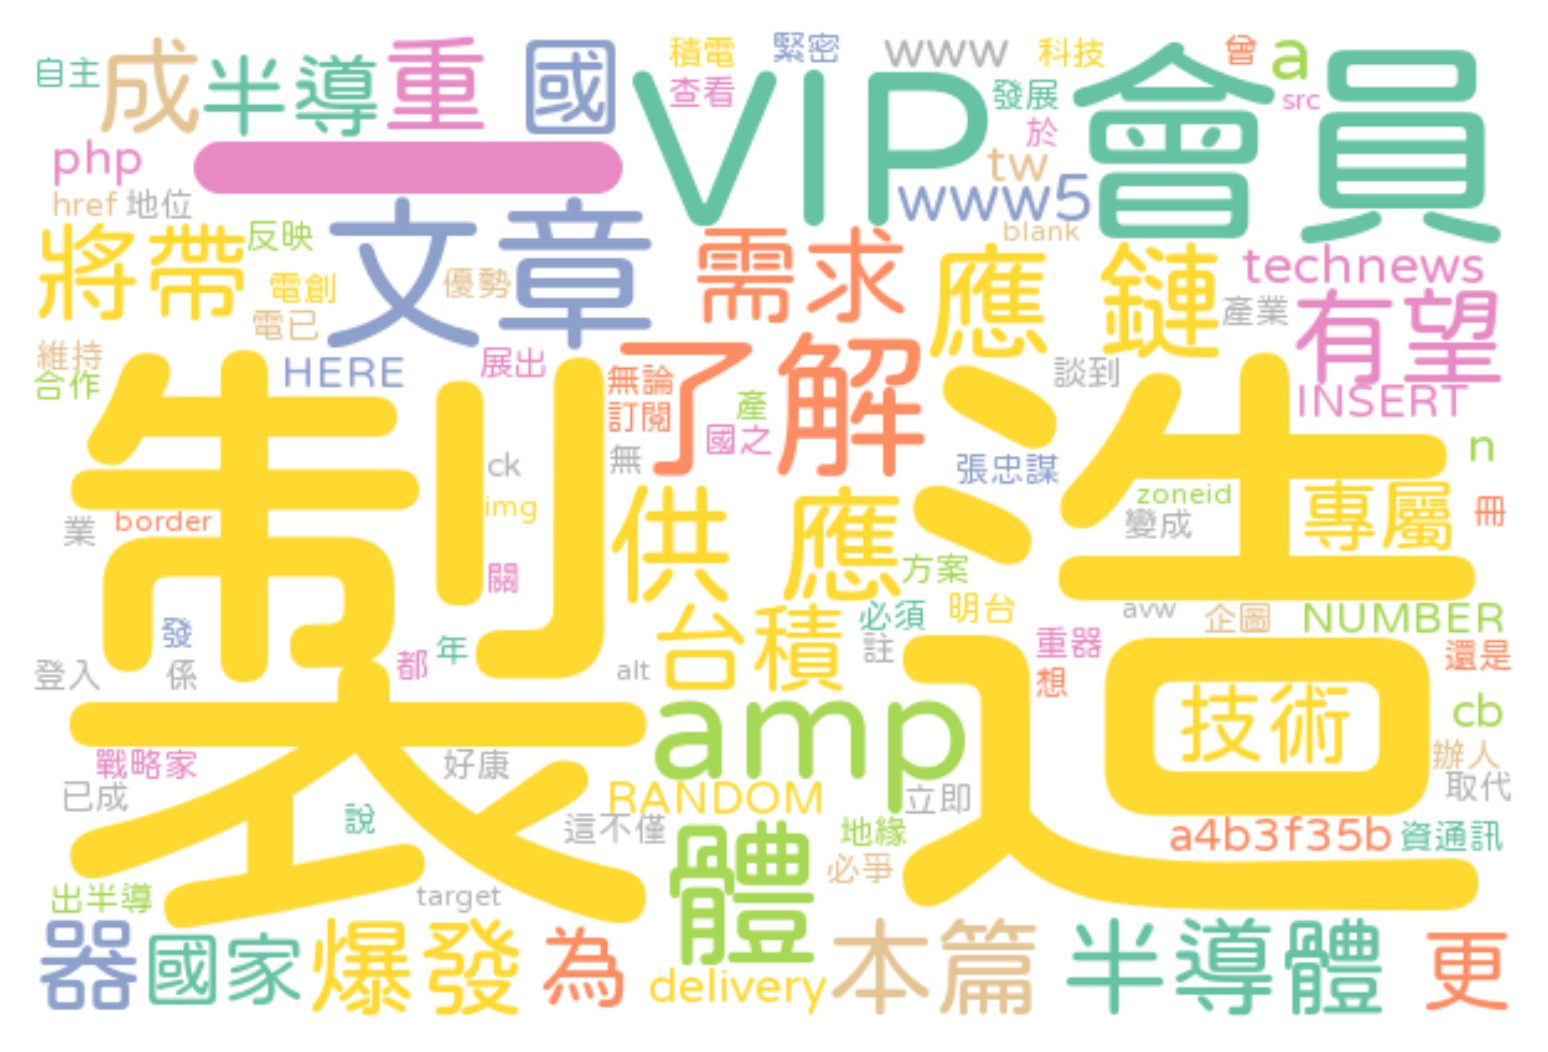 自主
成
半導
重
國
一
積電
緊密
www
科技
曾
a
VIP
會員
查看
發展
src
於
php
tw
www5
href
地位
blank
將帶
反映
文章
需求
應
鏈
technews
電創
優勢
電已
產業
有望
維持
HERE
展出
了解
無論
談到
合作
產
INSERT
訂閱
國之
製造
n
ck
無
張忠謀
img
zoneid
專屬
冊
業
border
供
應
變成
關
方案
台積
必須
明台
avw
企圖
NUMBER
發
年
註
重器
還是
登入
係
都
alt
想
amp
技術
cb
戰略家
好康
辦人
已成
RANDOM
立即
取代
說
這不僅
體
地緣
a4b3f35b
資通訊
必爭
出半導
target
器
國家
爆發
為
delivery
本篇
半導體
更